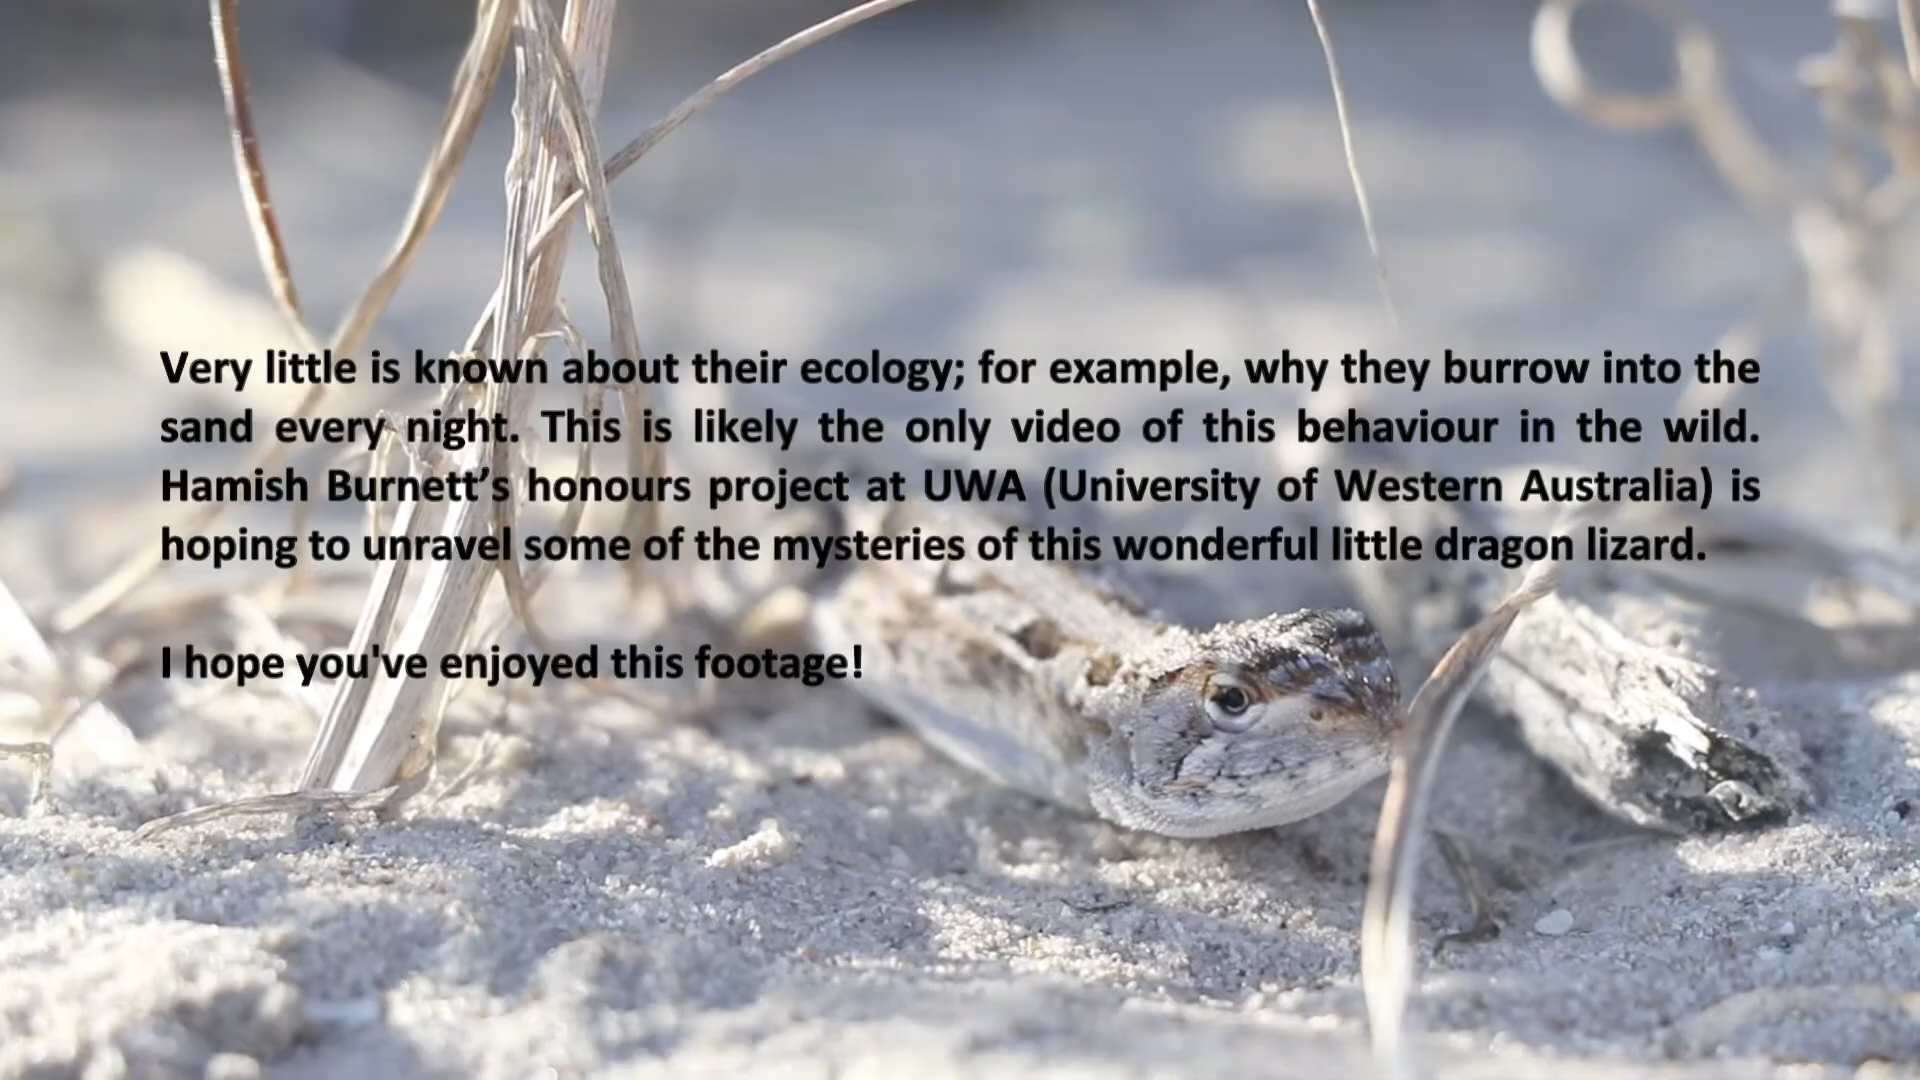 Very little is known about their ecology; for example, why they burrow into the
sand every night. This is likely the only video of this behaviour in the wild.
Hamish Burnett’s honours project at UWA (University of Western Australia) is
hoping to unravel some of the mysteries of this wonderful little dragon lizard.
I hope you've enjoyed this footage!